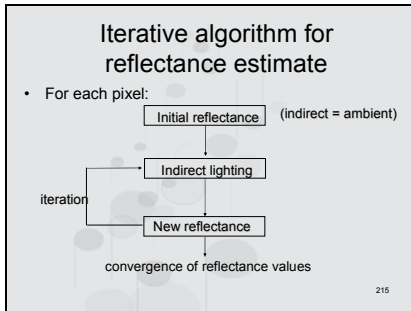 Iterative algorithm for
reflectance estimate
• For each pixel:
Initial reflectance (indirect = ambient)
Indirect lighting
iteration
New reflectance
convergence of reflectance values
215